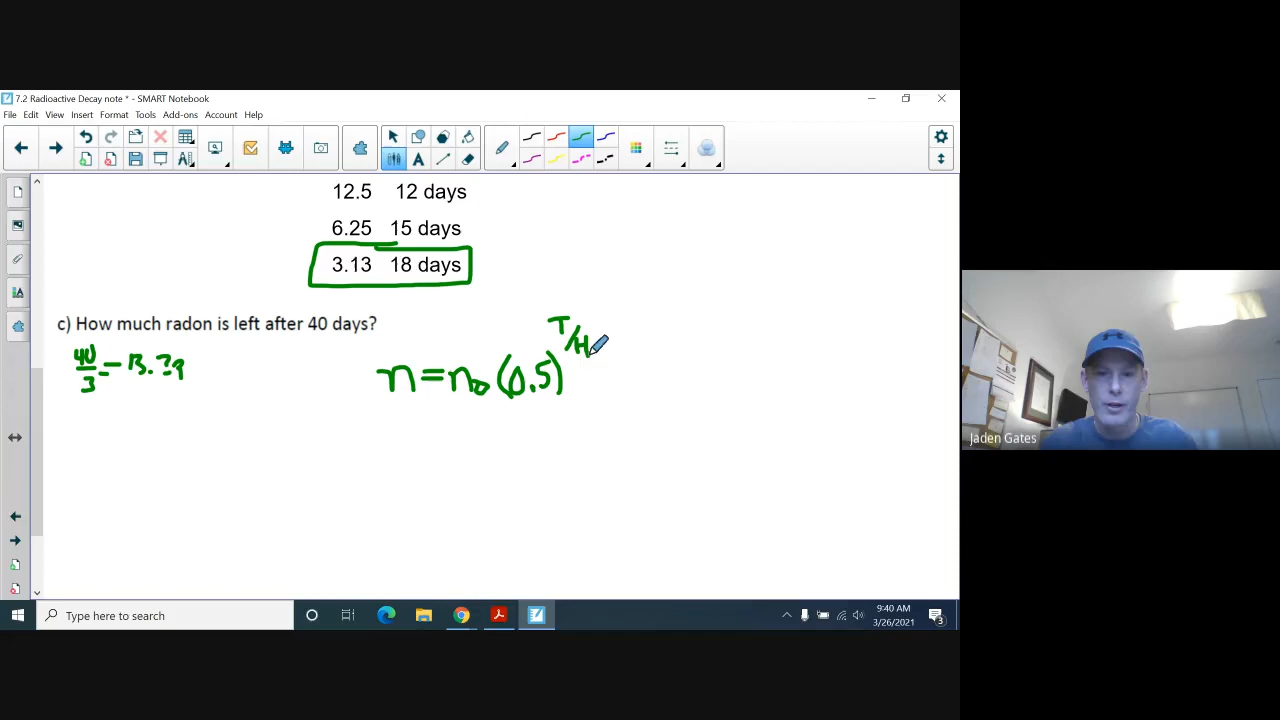 7.2 Radioactive Decay note * - SMART Notebook
File Edit View Insert Format Tools Add-ons Account Help
12.5 12 days
6.25 15 days
3.13 18 days
c) How much radon is left after 40 days?
T/H
40/3 = 13.33
n = n₀ (0.5)
Jaden Gates
Type here to search
9:40 AM
3/26/2021
3